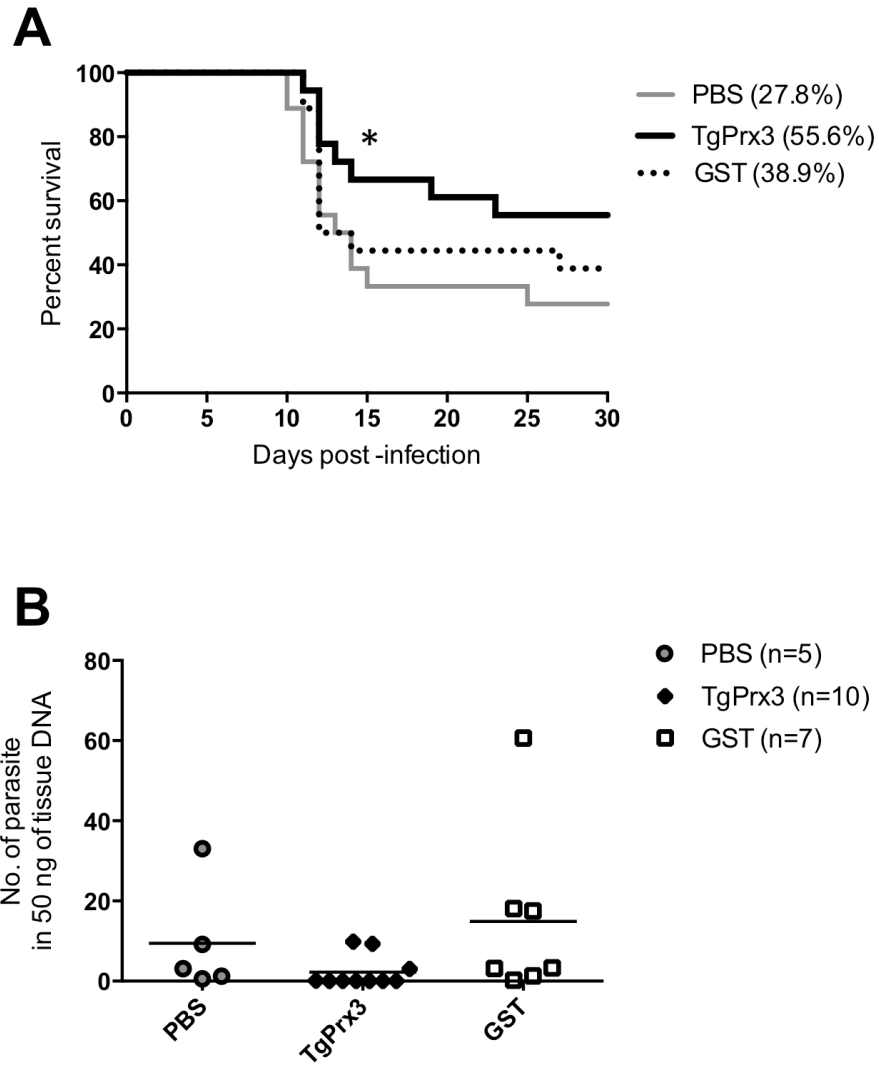 A
100
80
60
40
20
0
Percent survival
*
0 5 10 15 20 25 30
Days post -infection
PBS (27.8%)
TgPrx3 (55.6%)
GST (38.9%)
B
80
60
40
20
0
No. of parasite
in 50 ng of tissue DNA
PBS
TgPrx3
GST
PBS (n=5)
TgPrx3 (n=10)
GST (n=7)